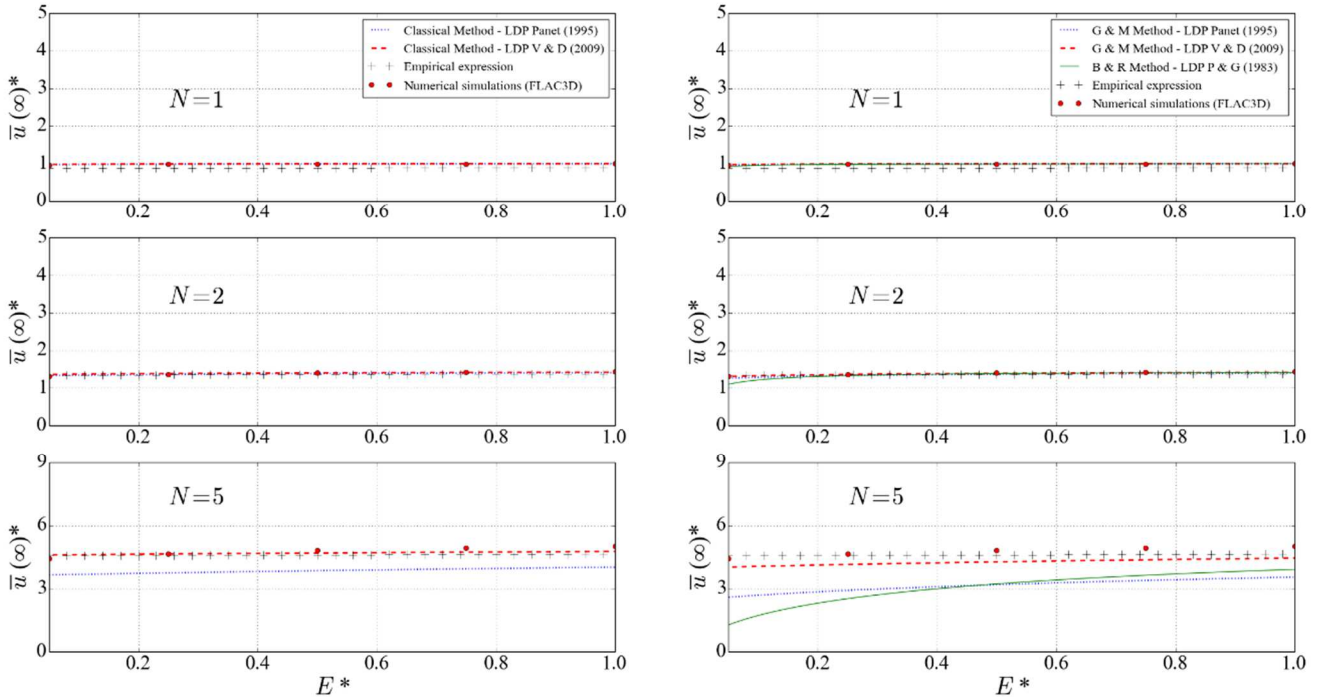 Classical Method - LDP Panet (1995)
Classical Method - LDP V & D (2009)
Empirical expression
Numerical simulations (FLAC3D)
N=1
ū(∞)*
5
4
3
2
1
0
0.2 0.4 0.6 0.8 1.0
G & M Method - LDP Panet (1995)
G & M Method - LDP V & D (2009)
B & R Method - LDP P & G (1983)
Empirical expression
Numerical simulations (FLAC3D)
N=1
ū(∞)*
5
4
3
2
1
0
0.2 0.4 0.6 0.8 1.0
N=2
ū(∞)*
5
4
3
2
1
0
0.2 0.4 0.6 0.8 1.0
N=2
ū(∞)*
5
4
3
2
1
0
0.2 0.4 0.6 0.8 1.0
N=5
ū(∞)*
9
6
3
0
0.2 0.4 0.6 0.8 1.0
E*
N=5
ū(∞)*
9
6
3
0
0.2 0.4 0.6 0.8 1.0
E*